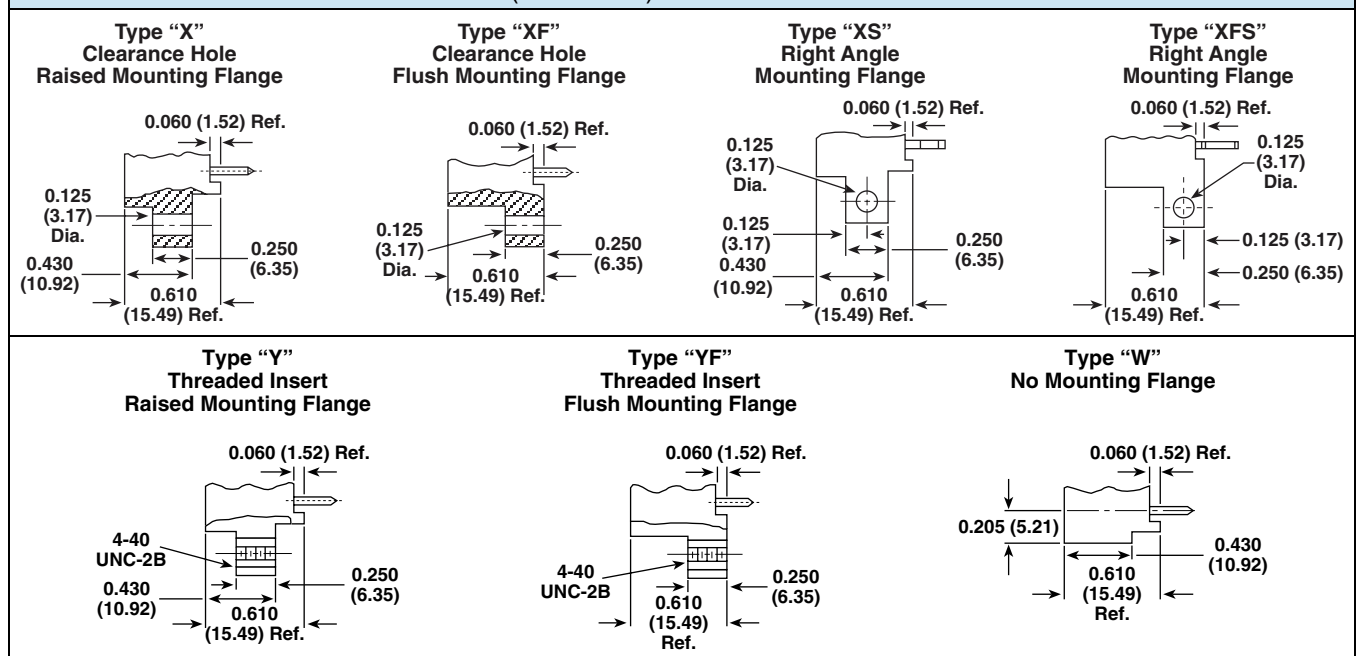 Type “X”
Clearance Hole
Raised Mounting Flange
0.060 (1.52) Ref.
0.125
(3.17)
Dia.
0.430
(10.92)
0.250
(6.35)
0.610
(15.49) Ref.
Type “XF”
Clearance Hole
Flush Mounting Flange
0.060 (1.52) Ref.
0.125
(3.17)
Dia.
0.250
(6.35)
0.610
(15.49) Ref.
Type “XS”
Right Angle
Mounting Flange
0.060 (1.52) Ref.
0.125
(3.17)
Dia.
0.125
(3.17)
0.430
(10.92)
0.250
(6.35)
0.610
(15.49) Ref.
Type “XFS”
Right Angle
Mounting Flange
0.060 (1.52) Ref.
0.125
(3.17)
Dia.
0.125 (3.17)
0.250 (6.35)
0.610
(15.49) Ref.
Type “Y”
Threaded Insert
Raised Mounting Flange
0.060 (1.52) Ref.
4-40
UNC-2B
0.430
(10.92)
0.250
(6.35)
0.610
(15.49) Ref.
Type “YF”
Threaded Insert
Flush Mounting Flange
0.060 (1.52) Ref.
4-40
UNC-2B
0.250
(6.35)
0.610
(15.49)
Ref.
Type “W”
No Mounting Flange
0.060 (1.52) Ref.
0.205 (5.21)
0.430
(10.92)
0.610
(15.49)
Ref.